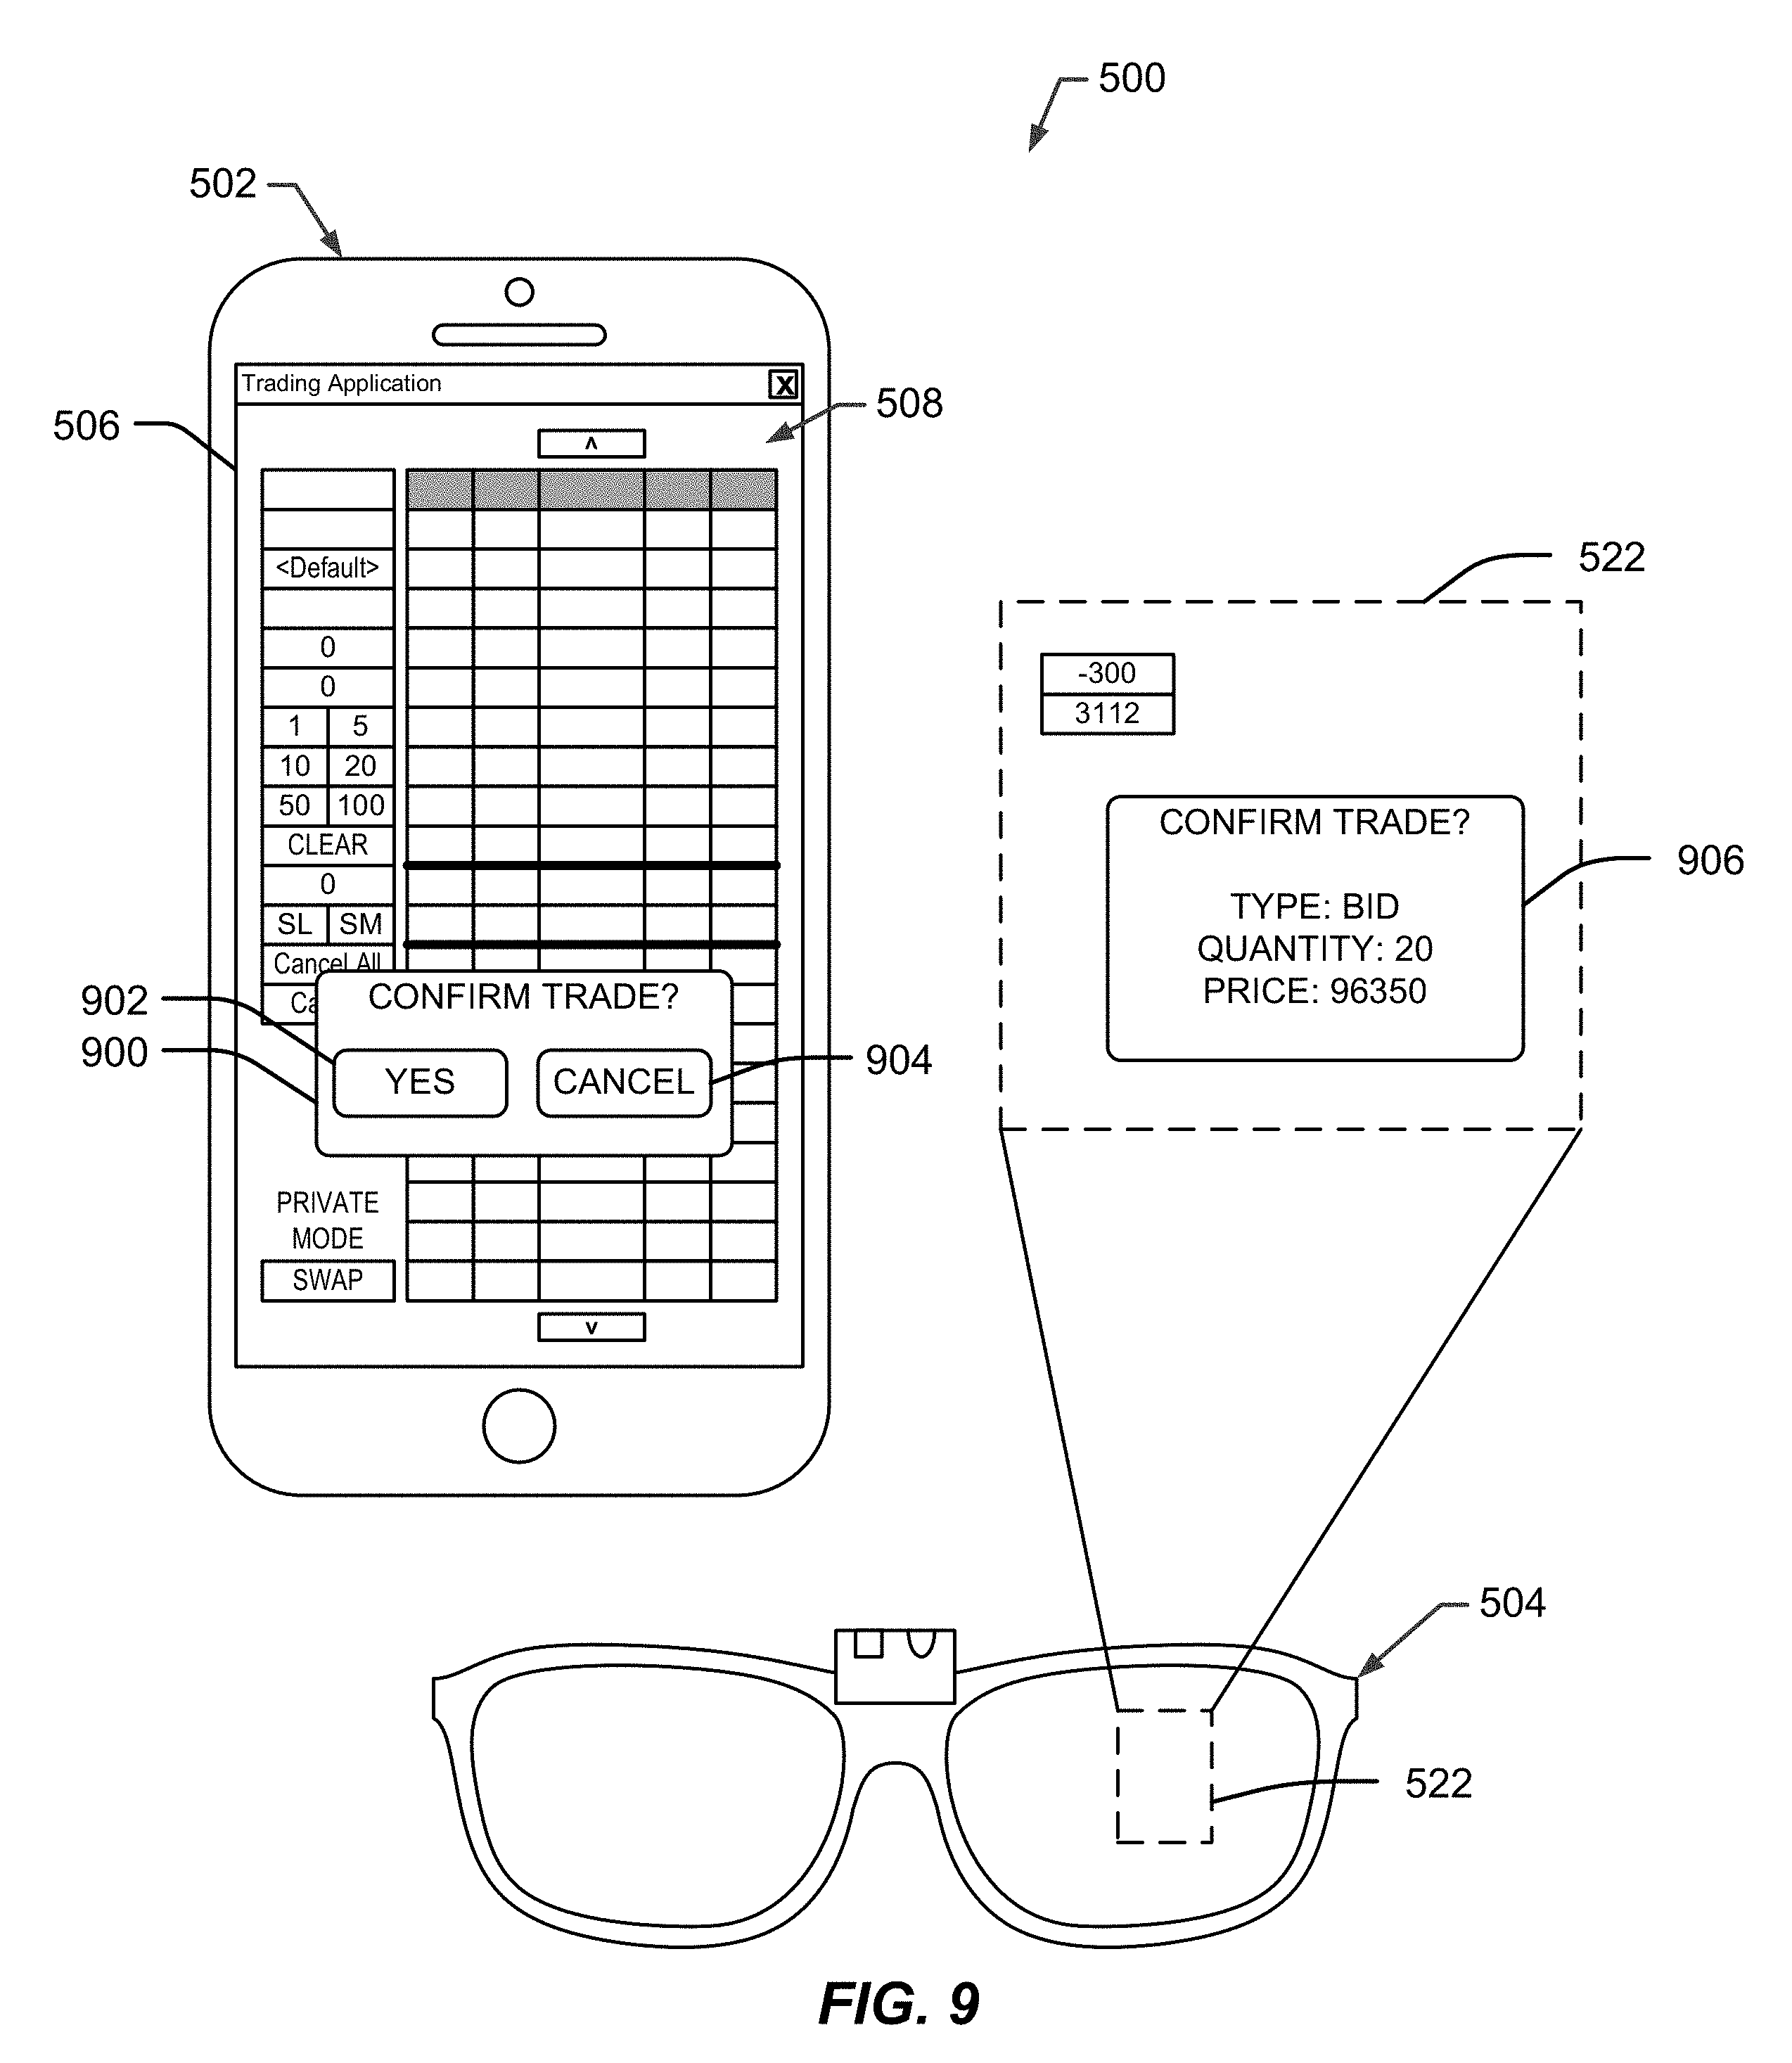 500
502
Trading Application X
508
506
^
<Default>
522
0
-300
0
3112
1 5
10 20
50 100
CONFIRM TRADE?
CLEAR
906
0
TYPE: BID
SL SM
QUANTITY: 20
Cancel All
PRICE: 96350
Ca
902
CONFIRM TRADE?
900
YES CANCEL
904
PRIVATE
MODE
SWAP
v
504
522
FIG. 9